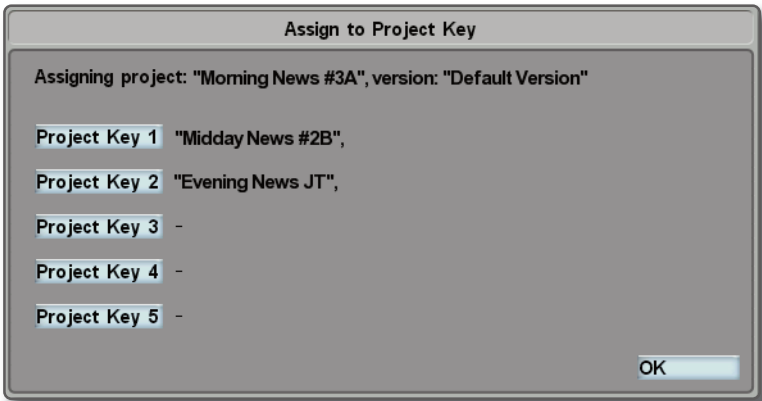 Assign to Project Key
Assigning project: "Morning News #3A", version: "Default Version"
Project Key 1 "Midday News #2B",
Project Key 2 "Evening News JT",
Project Key 3 -
Project Key 4 -
Project Key 5 -
OK